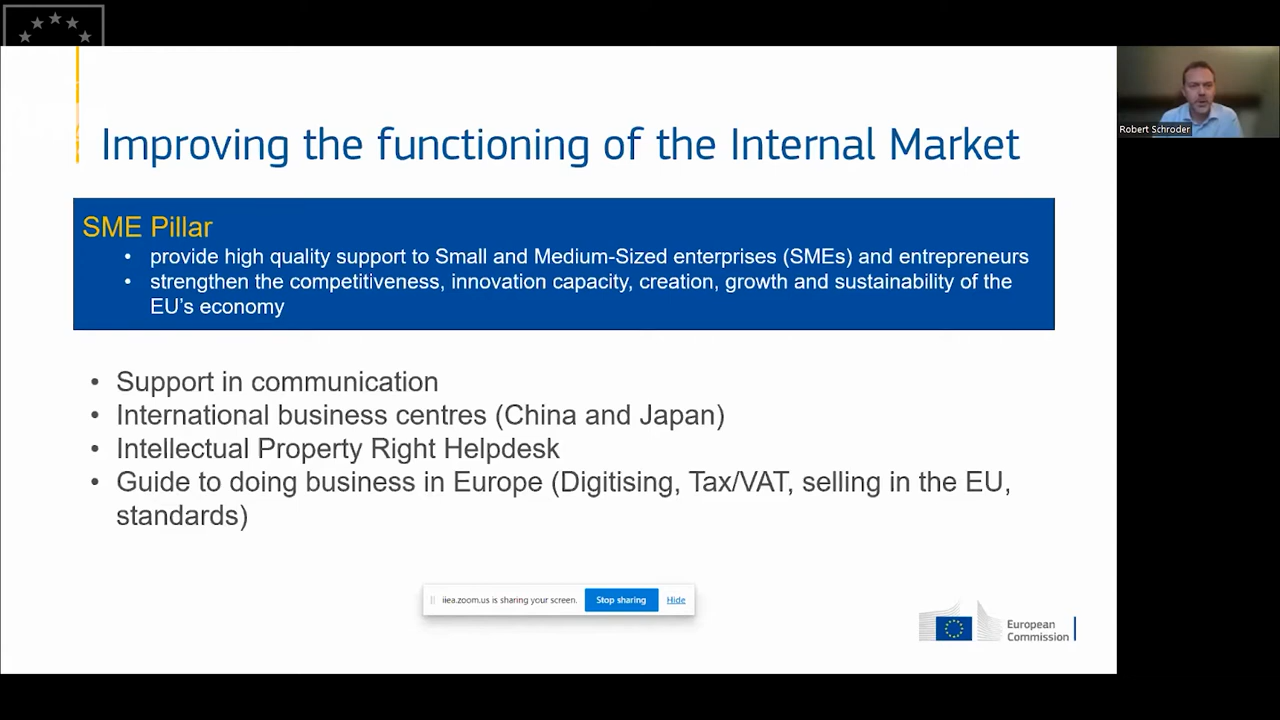 Improving the functioning of the Internal Market
Robert Schroder
SME Pillar
• provide high quality support to Small and Medium-Sized enterprises (SMEs) and entrepreneurs
• strengthen the competitiveness, innovation capacity, creation, growth and sustainability of the
EU's economy
• Support in communication
• International business centres (China and Japan)
• Intellectual Property Right Helpdesk
• Guide to doing business in Europe (Digitising, Tax/VAT, selling in the EU,
standards)
iiea.zoom.us is sharing your screen.
Stop sharing
Hide
European
Commission